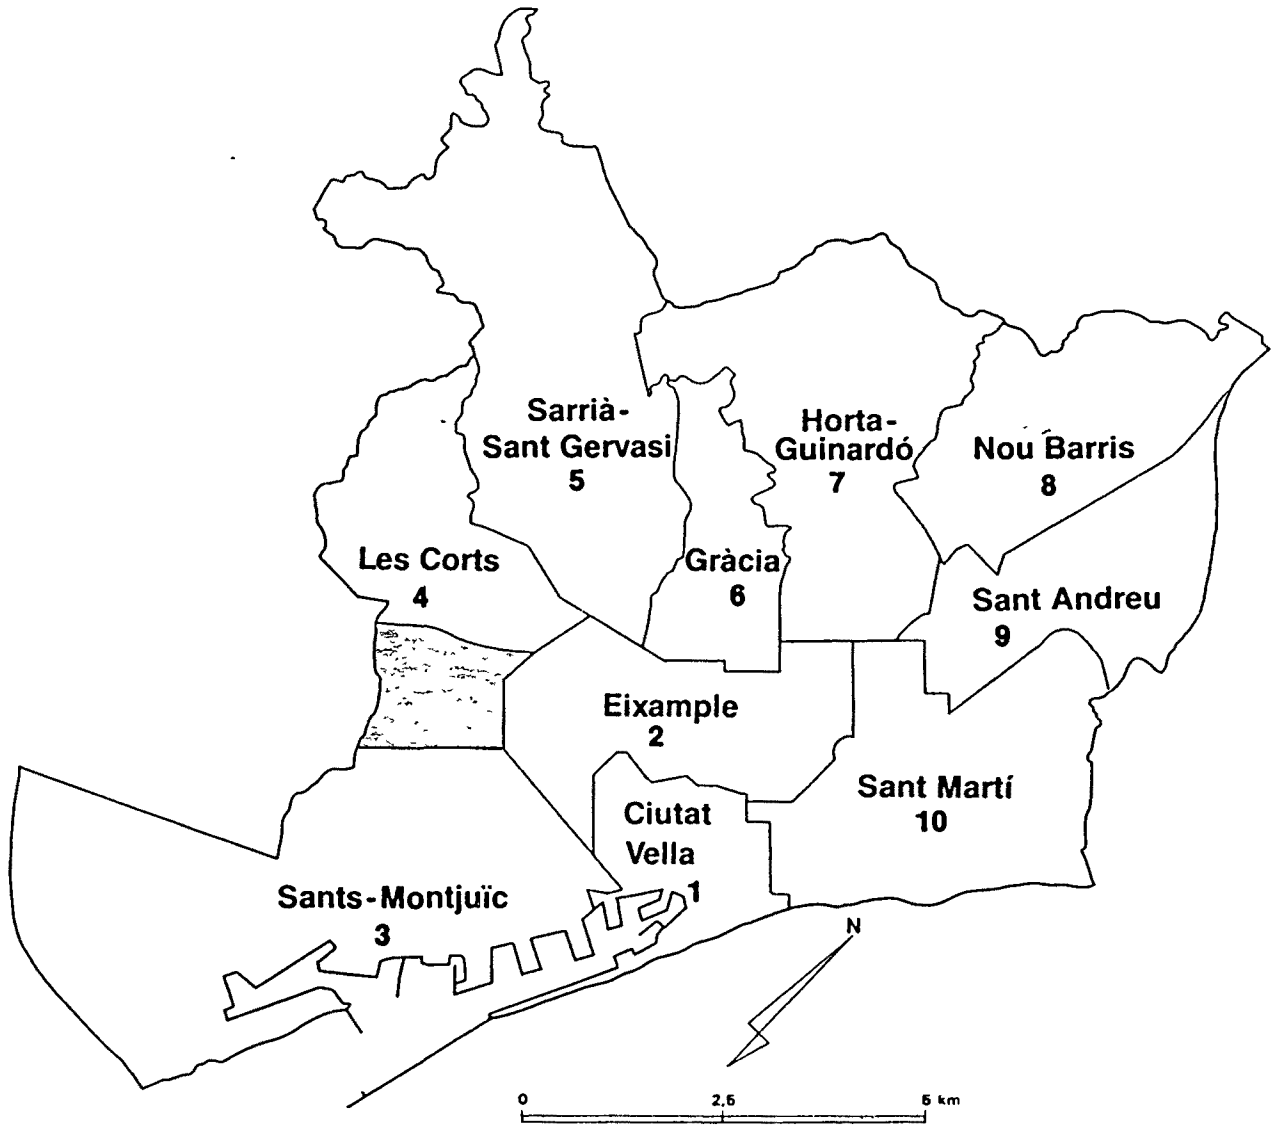 Sarrià-
Sant Gervasi
5
Horta-
Guinardó
7
Nou Barris
8
Les Corts
4
Gràcia
6
Sant Andreu
9
Eixample
2
Sant Martí
10
Ciutat
Vella
1
Sants-Montjuïc
3
N
0 2,5 5 km